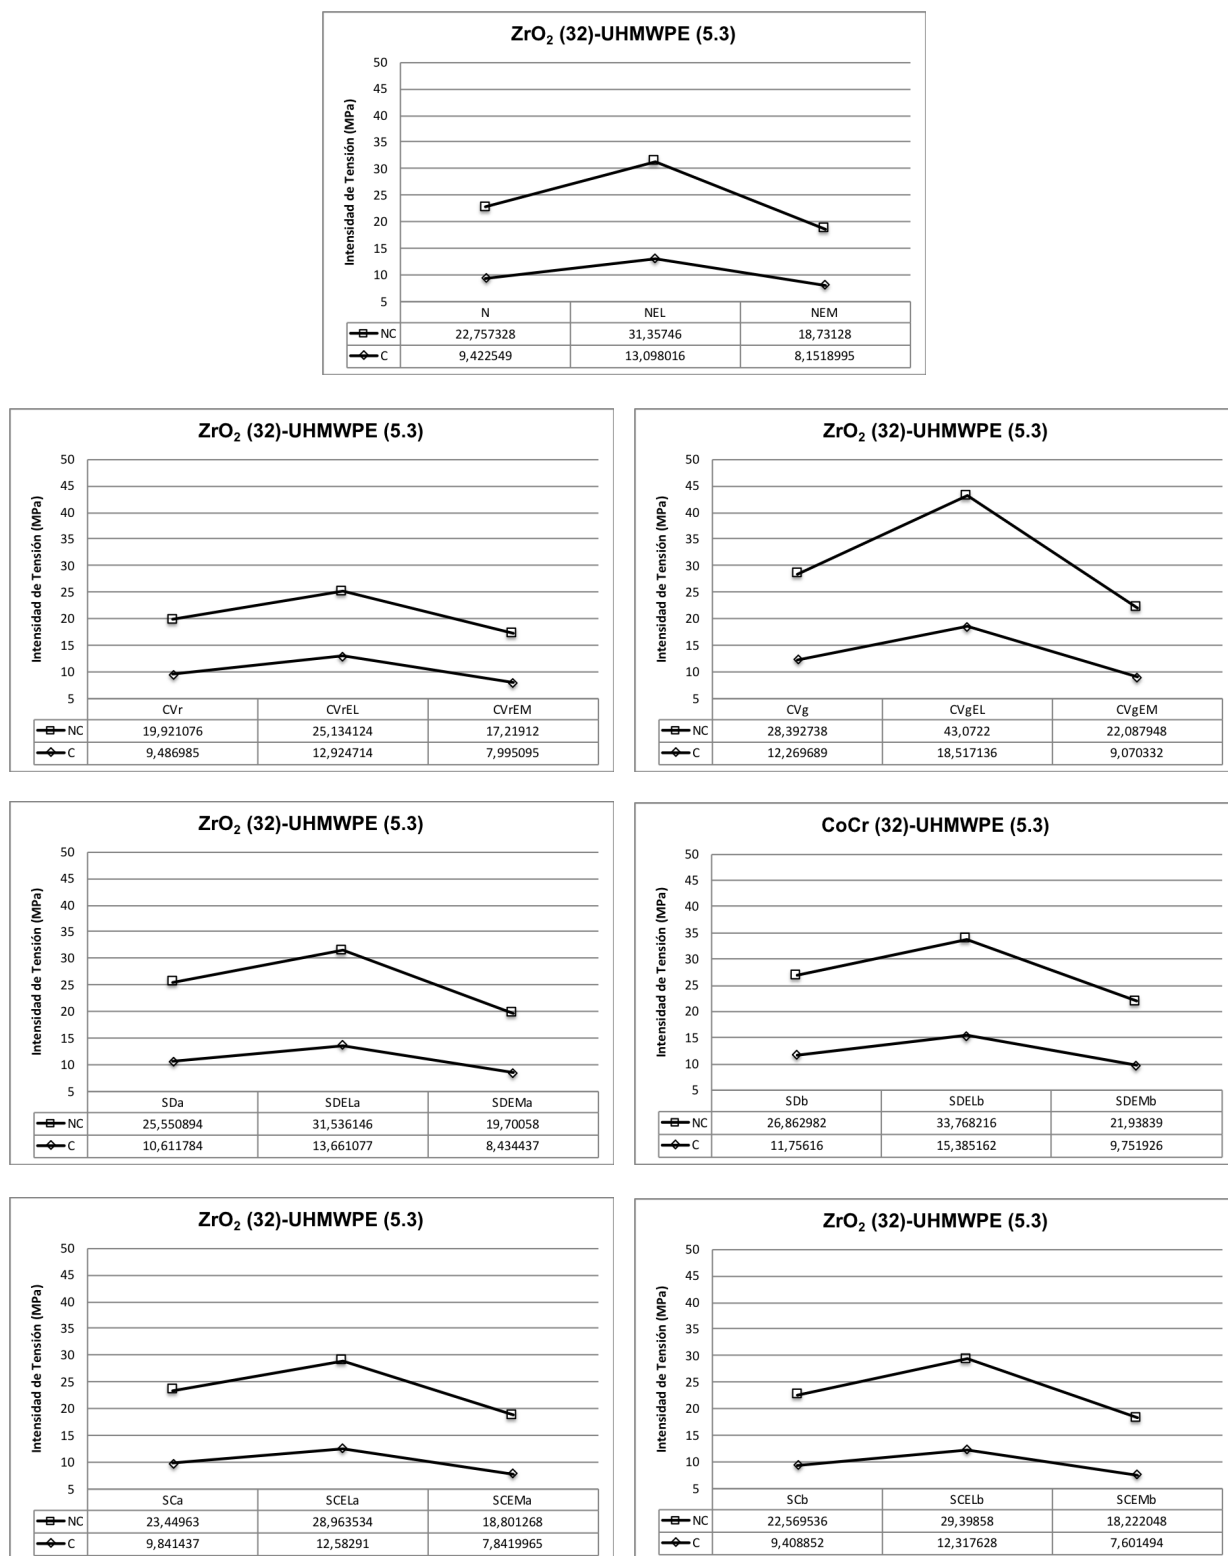 ZrO₂ (32)-UHMWPE (5.3)
Intensidad de Tensión (MPa)
50
45
40
35
30
25
20
15
10
5
N NEL NEM
NC 22,757328 31,35746 18,73128
C 9,422549 13,098016 8,1518995
ZrO₂ (32)-UHMWPE (5.3)
Intensidad de Tensión (MPa)
50
45
40
35
30
25
20
15
10
5
CVr CVrEL CVrEM
NC 19,921076 25,134124 17,21912
C 9,486985 12,924714 7,995095
ZrO₂ (32)-UHMWPE (5.3)
Intensidad de Tensión (MPa)
50
45
40
35
30
25
20
15
10
5
CVg CVgEL CVgEM
NC 28,392738 43,0722 22,087948
C 12,269689 18,517136 9,070332
ZrO₂ (32)-UHMWPE (5.3)
Intensidad de Tensión (MPa)
50
45
40
35
30
25
20
15
10
5
SDa SDELa SDEMa
NC 25,550894 31,536146 19,70058
C 10,611784 13,661077 8,434437
CoCr (32)-UHMWPE (5.3)
Intensidad de Tensión (MPa)
50
45
40
35
30
25
20
15
10
5
SDb SDELb SDEMb
NC 26,862982 33,768216 21,93839
C 11,75616 15,385162 9,751926
ZrO₂ (32)-UHMWPE (5.3)
Intensidad de Tensión (MPa)
50
45
40
35
30
25
20
15
10
5
SCa SCELa SCEMa
NC 23,44963 28,963534 18,801268
C 9,841437 12,58291 7,8419965
ZrO₂ (32)-UHMWPE (5.3)
Intensidad de Tensión (MPa)
50
45
40
35
30
25
20
15
10
5
SCb SCELb SCEMb
NC 22,569536 29,39858 18,222048
C 9,408852 12,317628 7,601494